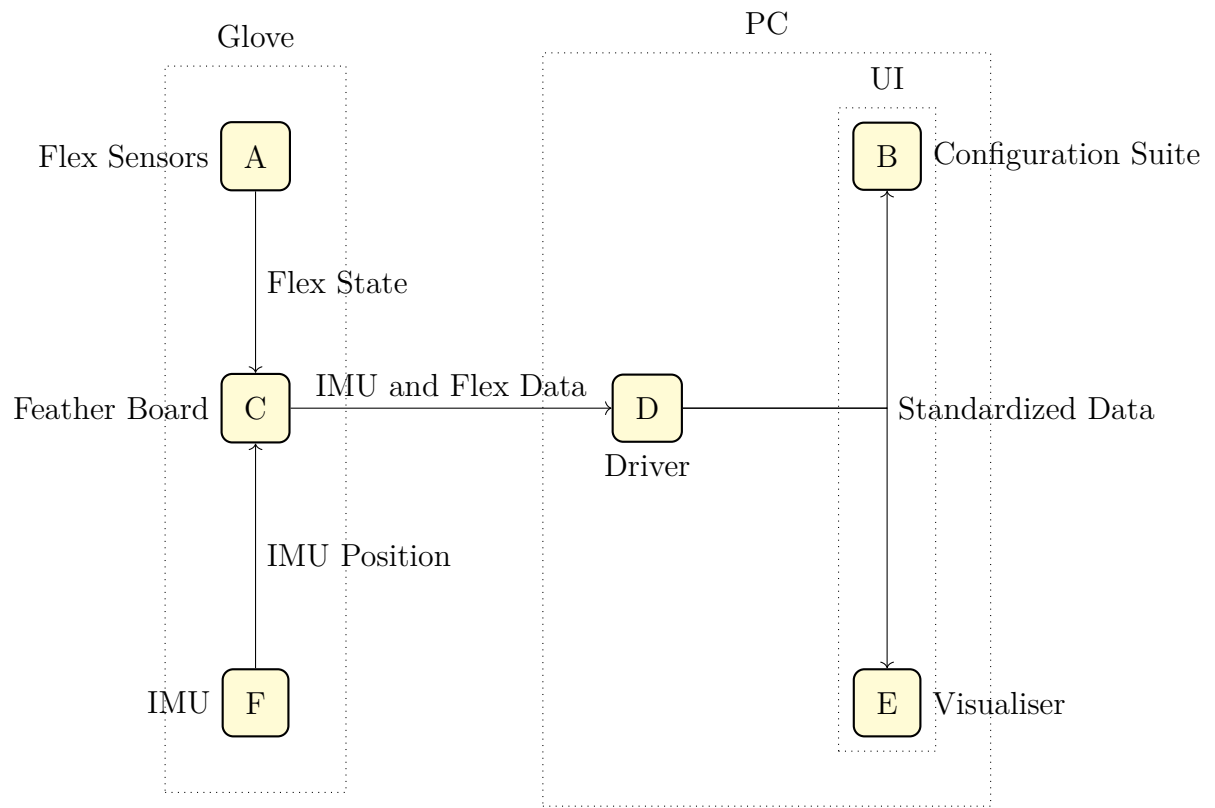 PC
Glove
UI
Flex Sensors
A
B
Configuration Suite
Flex State
IMU and Flex Data
Feather Board
C
D
Standardized Data
Driver
IMU Position
IMU
F
E
Visualiser